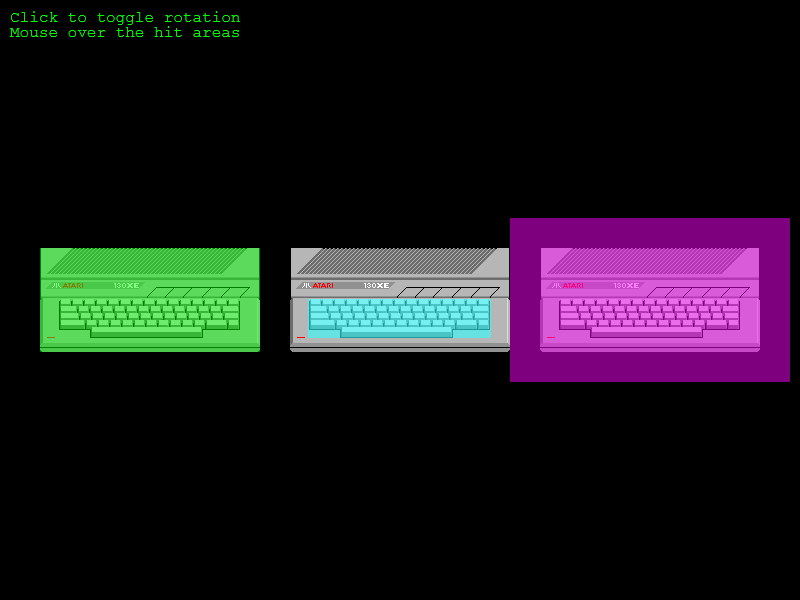 Click to toggle rotation
Mouse over the hit areas
ATARI 130XE
ATARI 130XE
ATARI 130XE